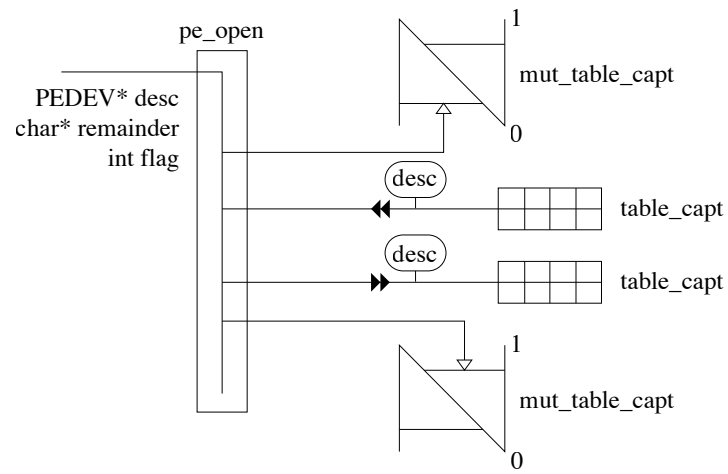 pe_open
PEDEV* desc
char* remainder
int flag
1
mut_table_capt
0
desc
table_capt
desc
table_capt
1
mut_table_capt
0